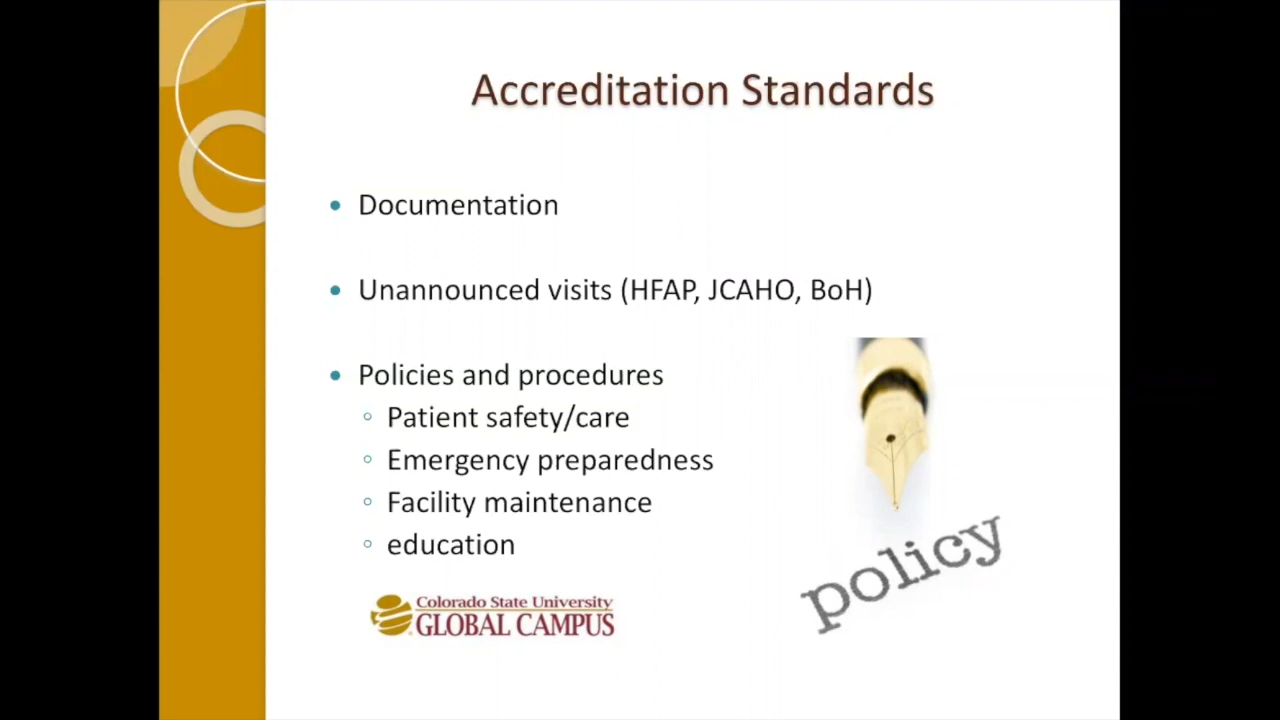 Accreditation Standards
• Documentation
• Unannounced visits (HFAP, JCAHO, BoH)
• Policies and procedures
◦ Patient safety/care
◦ Emergency preparedness
◦ Facility maintenance
◦ education
policy
Colorado State University
GLOBAL CAMPUS